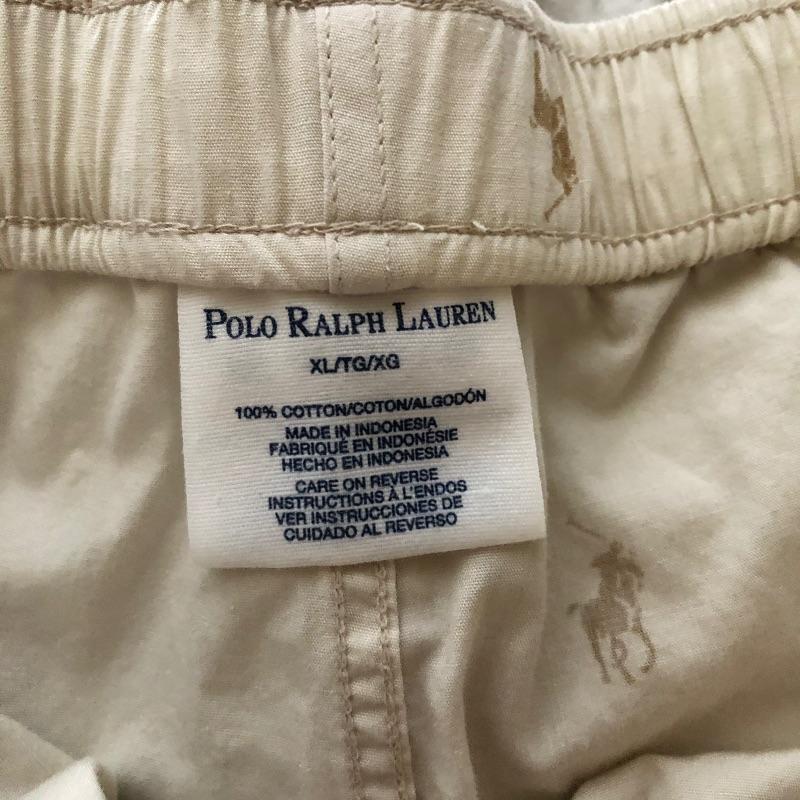 POLO RALPH LAUREN
XL/TG/XG
100% COTTON/COTON/ALGODÓN
MADE IN INDONESIA
FABRIQUÉ EN INDONÉSIE
HECHO EN INDONESIA
CARE ON REVERSE
INSTRUCTIONS À L'ENDOS
VER INSTRUCCIONES DE
CUIDADO AL REVERSO